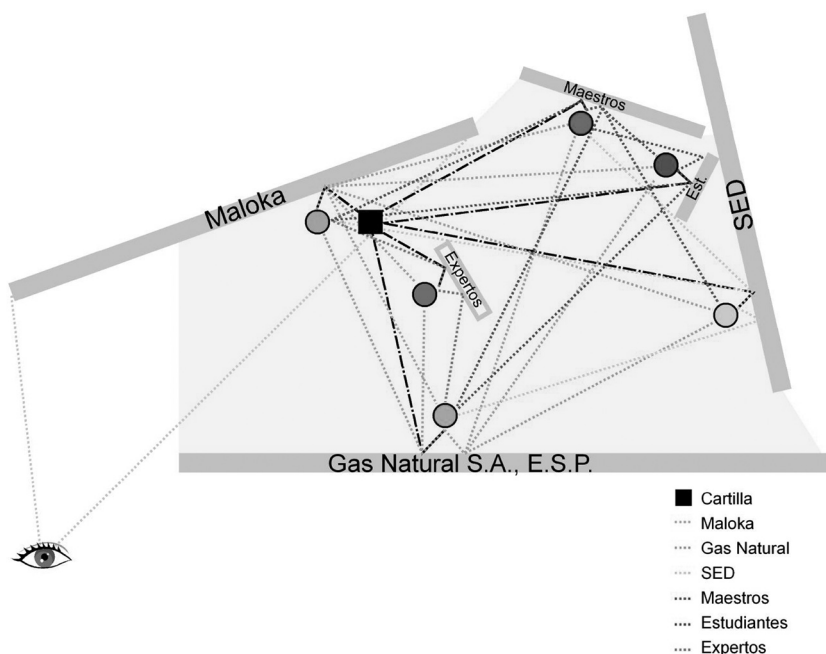 Maestros
Maloka
SED
Est.
Expertos
Gas Natural S.A., E.S.P.
Cartilla
Maloka
Gas Natural
SED
Maestros
Estudiantes
Expertos